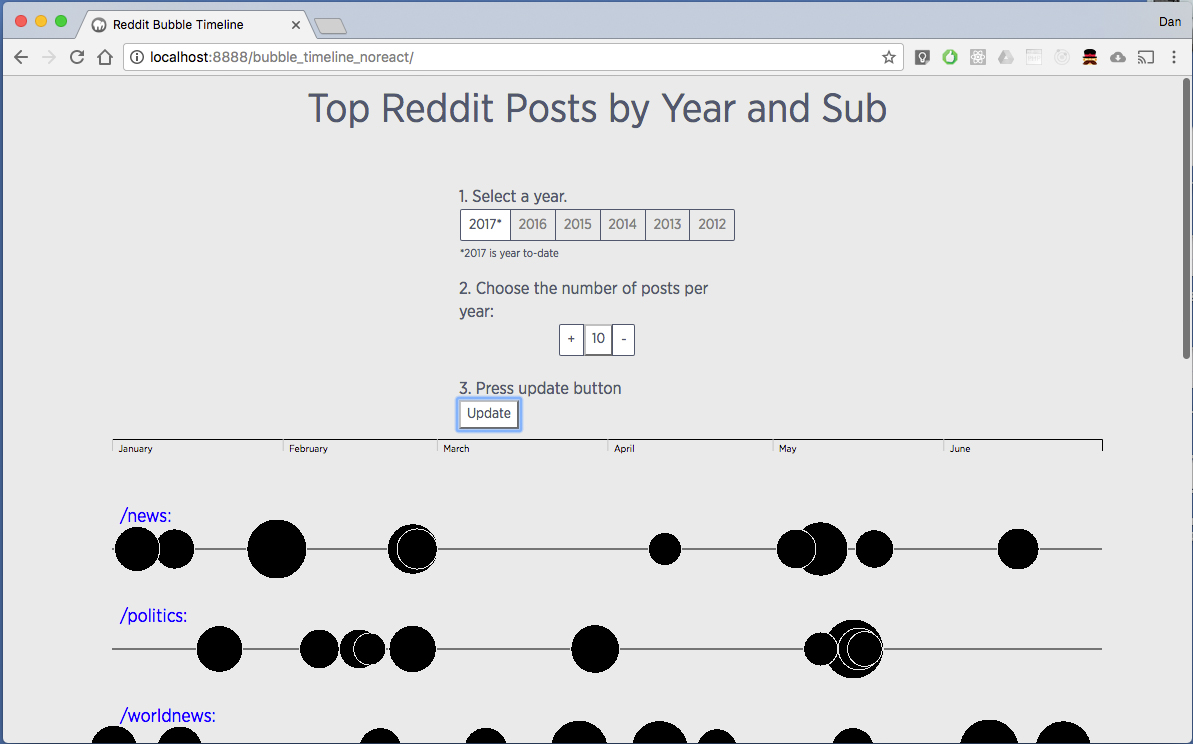 Reddit Bubble Timeline
Dan
localhost:8888/bubble_timeline_noreact/
Top Reddit Posts by Year and Sub
1. Select a year.
2017* 2016 2015 2014 2013 2012
*2017 is year to-date
2. Choose the number of posts per
year:
+ 10 -
3. Press update button
Update
January February March April May June
/news:
/politics:
/worldnews: